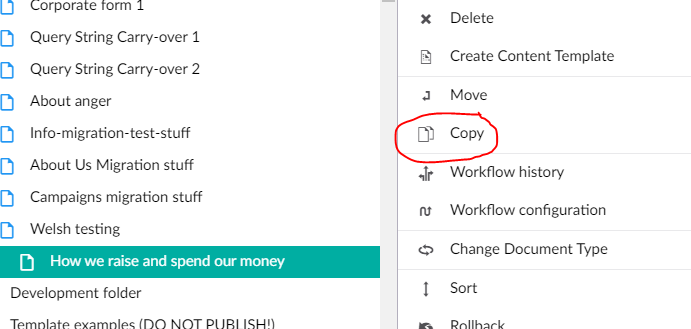 Corporate form 1
Query String Carry-over 1
Query String Carry-over 2
About anger
Info-migration-test-stuff
About Us Migration stuff
Campaigns migration stuff
Welsh testing
How we raise and spend our money
Development folder
Template examples (DO NOT PUBLISH!)
Delete
Create Content Template
Move
Copy
Workflow history
Workflow configuration
Change Document Type
Sort
Rollback